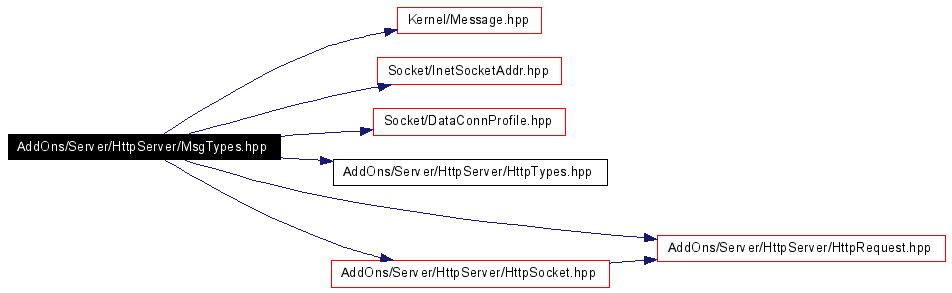 Kernel/Message.hpp
Socket/InetSocketAddr.hpp
Socket/DataConnProfile.hpp
AddOns/Server/HttpServer/MsgTypes.hpp
AddOns/Server/HttpServer/HttpTypes.hpp
AddOns/Server/HttpServer/HttpRequest.hpp
AddOns/Server/HttpServer/HttpSocket.hpp